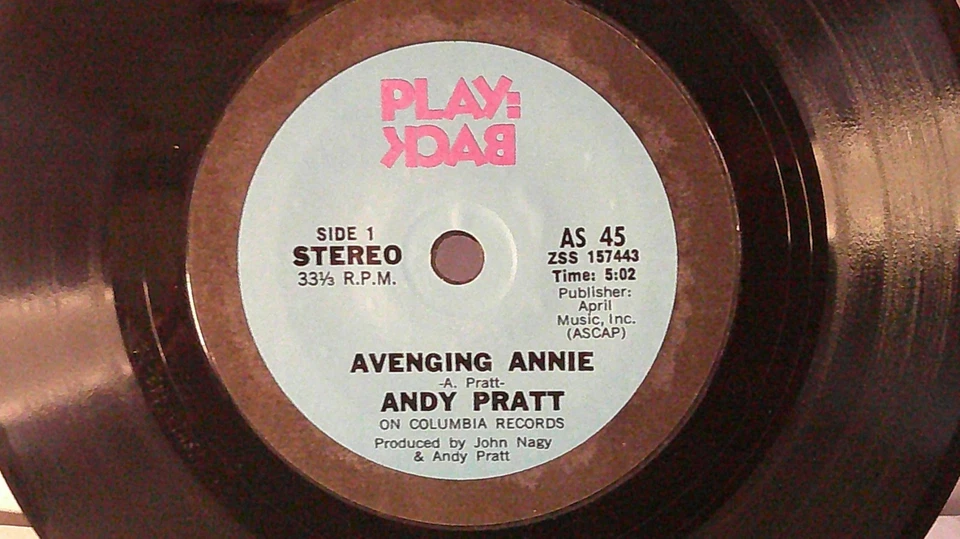 PLAY:
BACK
SIDE 1
STEREO
33⅓ R.P.M.
AS 45
ZSS 157443
Time: 5:02
Publisher:
April
Music, Inc.
(ASCAP)
AVENGING ANNIE
-A. Pratt-
ANDY PRATT
ON COLUMBIA RECORDS
Produced by John Nagy
& Andy Pratt